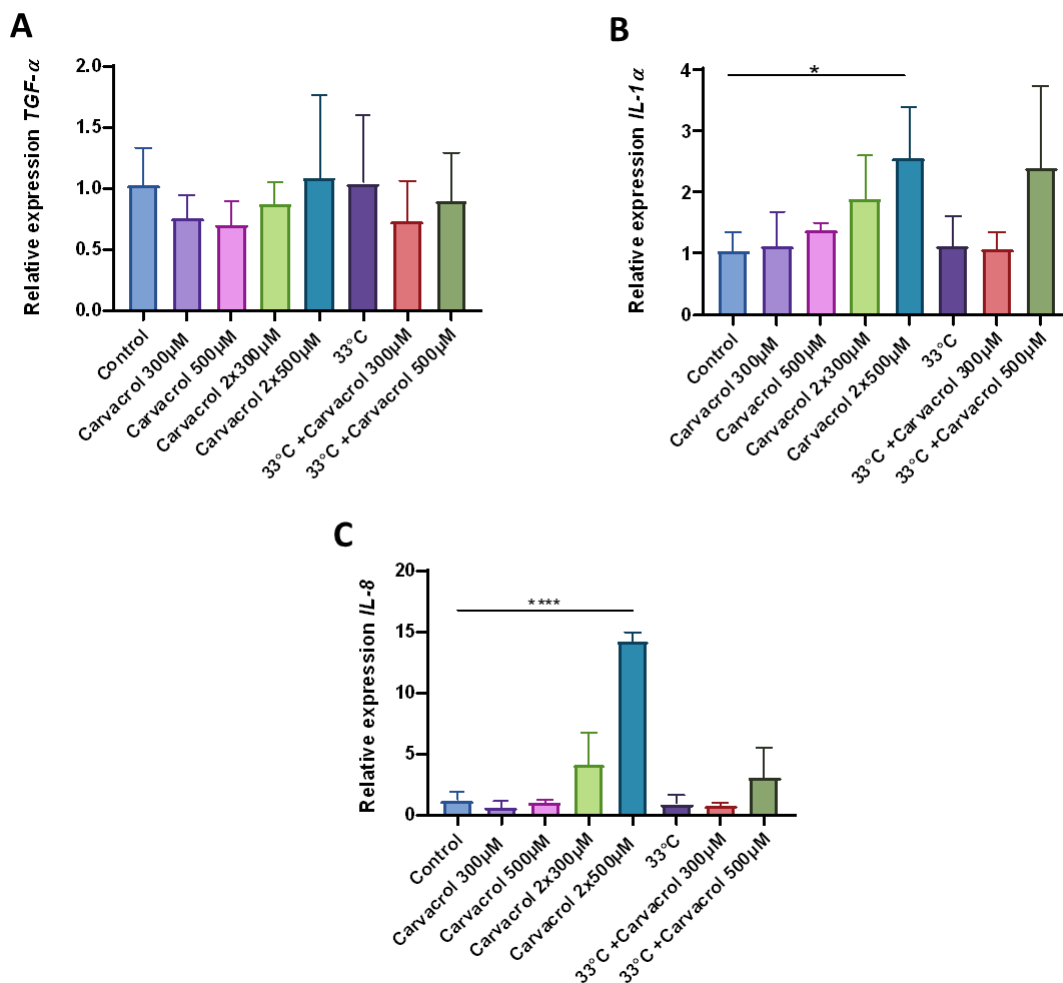 A
Relative expression TGF-α
2.0
1.5
1.0
0.5
0.0
Control
Carvacrol 300µM
Carvacrol 500µM
Carvacrol 2x300µM
Carvacrol 2x500µM
33°C
33°C +Carvacrol 300µM
33°C +Carvacrol 500µM
B
Relative expression IL-1α
4
3
2
1
0
*
Control
Carvacrol 300µM
Carvacrol 500µM
Carvacrol 2x300µM
Carvacrol 2x500µM
33°C
33°C +Carvacrol 300µM
33°C +Carvacrol 500µM
C
Relative expression IL-8
20
15
10
5
0
****
Control
Carvacrol 300µM
Carvacrol 500µM
Carvacrol 2x300µM
Carvacrol 2x500µM
33°C
33°C +Carvacrol 300µM
33°C +Carvacrol 500µM